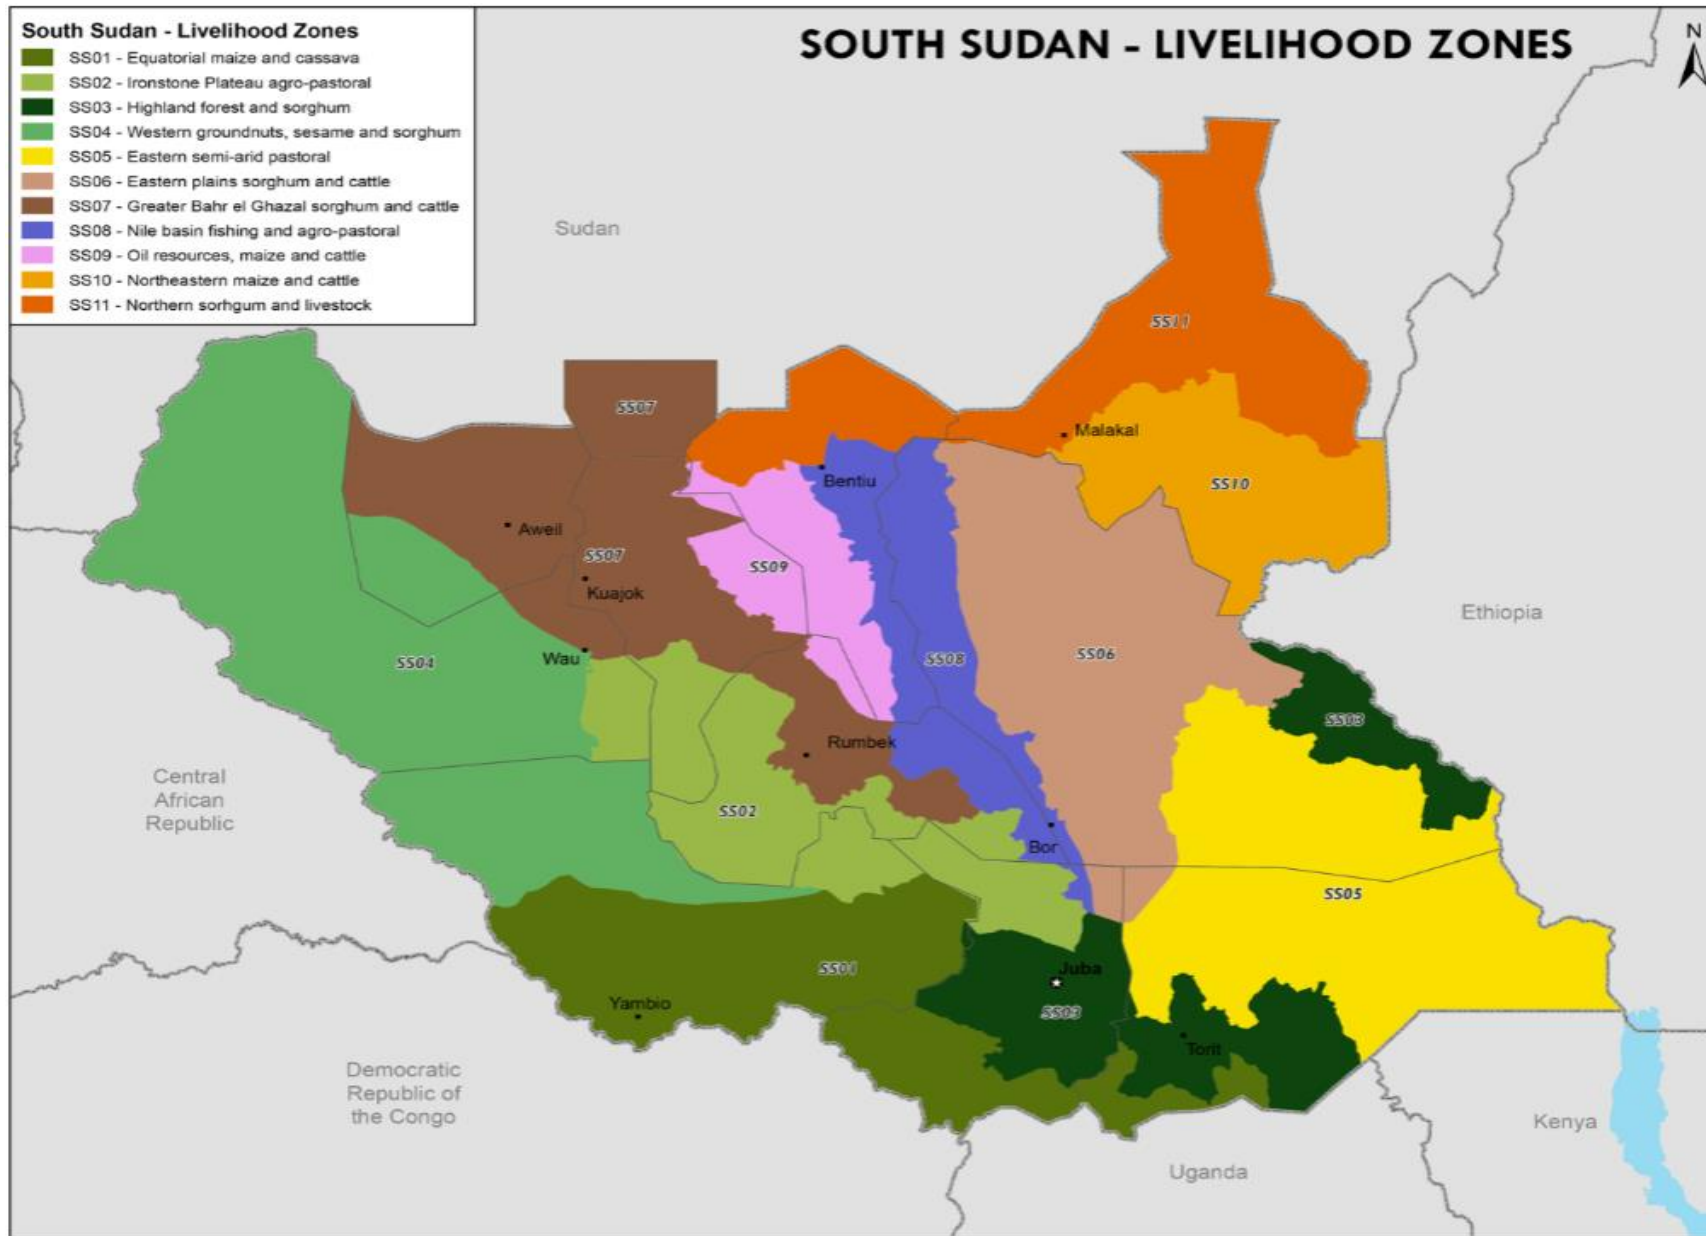 SOUTH SUDAN - LIVELIHOOD ZONES
N
South Sudan - Livelihood Zones
SS01 - Equatorial maize and cassava
SS02 - Ironstone Plateau agro-pastoral
SS03 - Highland forest and sorghum
SS04 - Western groundnuts, sesame and sorghum
SS05 - Eastern semi-arid pastoral
SS06 - Eastern plains sorghum and cattle
SS07 - Greater Bahr el Ghazal sorghum and cattle
SS08 - Nile basin fishing and agro-pastoral
SS09 - Oil resources, maize and cattle
SS10 - Northeastern maize and cattle
SS11 - Northern sorhgum and livestock
Sudan
SS11
SS07
Malakal
Bentiu
SS10
Aweil
SS07
SS09
Kuajok
Ethiopia
Wau
SS04
SS08
SS06
SS03
Rumbek
Central
African
Republic
SS02
Bor
SS05
SS01
Juba
Yambio
SS03
Torit
Democratic
Republic of
the Congo
Kenya
Uganda